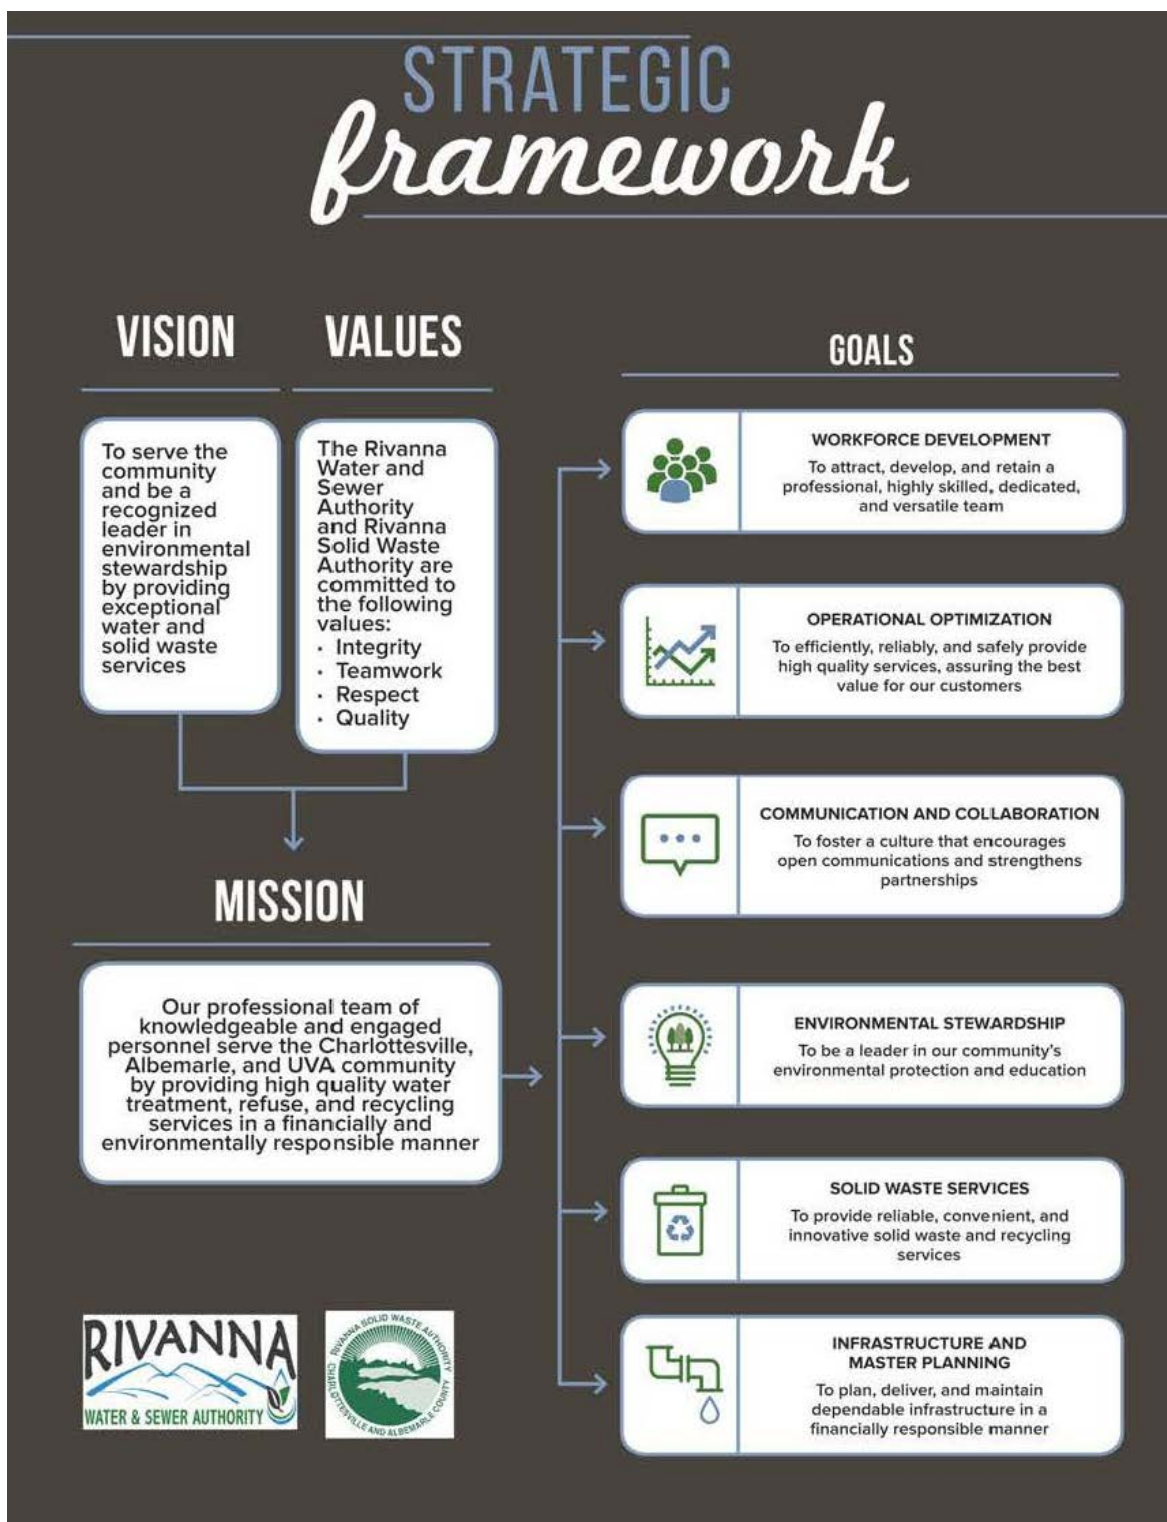 STRATEGIC
framework
VISION
To serve the
community
and be a
recognized
leader in
environmental
stewardship
by providing
exceptional
water and
solid waste
services
VALUES
The Rivanna
Water and
Sewer
Authority
and Rivanna
Solid Waste
Authority are
committed to
the following
values:
· Integrity
· Teamwork
· Respect
· Quality
MISSION
Our professional team of
knowledgeable and engaged
personnel serve the Charlottesville,
Albemarle, and UVA community
by providing high quality water
treatment, refuse, and recycling
services in a financially and
environmentally responsible manner
GOALS
WORKFORCE DEVELOPMENT
To attract, develop, and retain a
professional, highly skilled, dedicated,
and versatile team
OPERATIONAL OPTIMIZATION
To efficiently, reliably, and safely provide
high quality services, assuring the best
value for our customers
COMMUNICATION AND COLLABORATION
To foster a culture that encourages
open communications and strengthens
partnerships
ENVIRONMENTAL STEWARDSHIP
To be a leader in our community's
environmental protection and education
SOLID WASTE SERVICES
To provide reliable, convenient, and
innovative solid waste and recycling
services
INFRASTRUCTURE AND
MASTER PLANNING
To plan, deliver, and maintain
dependable infrastructure in a
financially responsible manner
RIVANNA
WATER & SEWER AUTHORITY
RIVANNA SOLID WASTE AUTHORITY
CHARLOTTESVILLE AND ALBEMARLE COUNTY